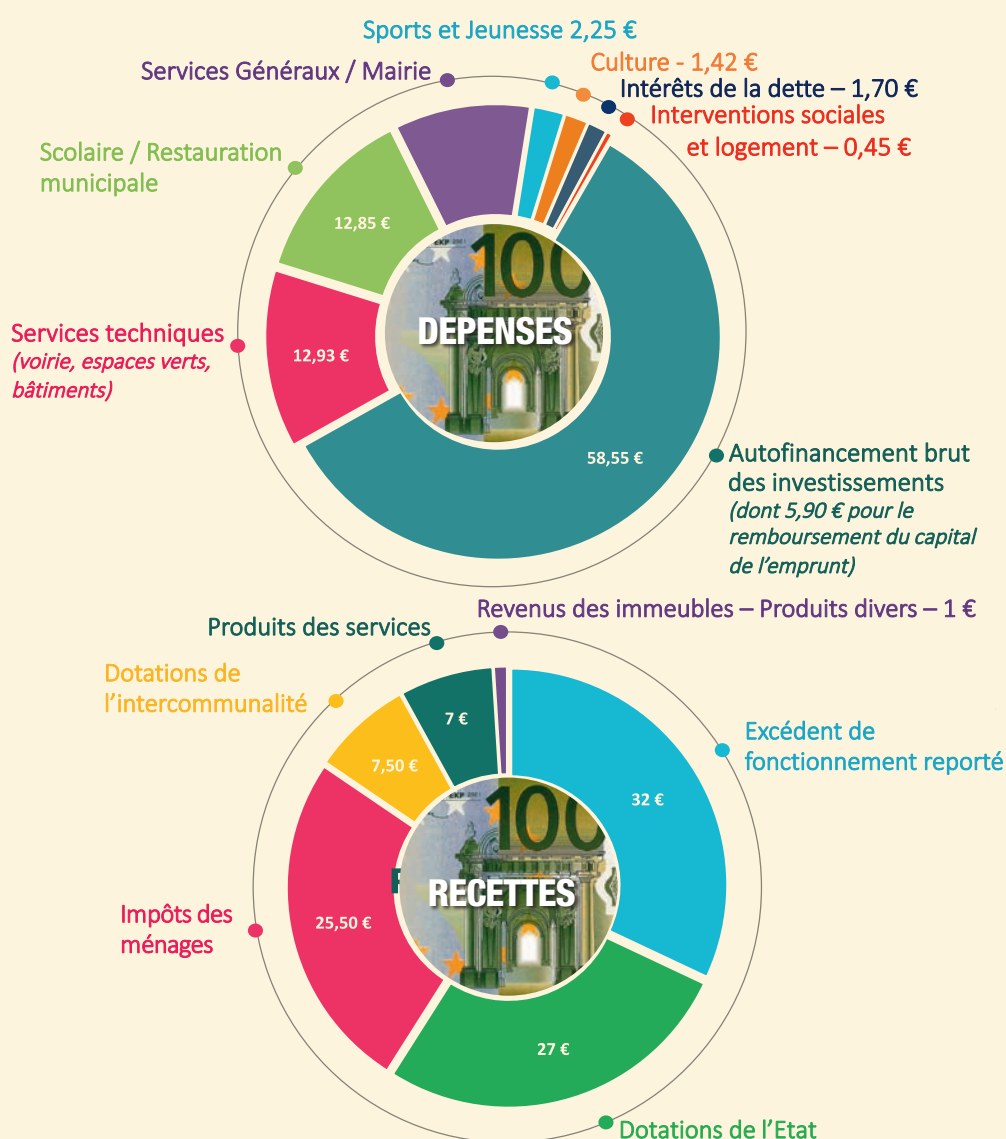 Sports et Jeunesse 2,25 €
Culture - 1,42 €
Services Généraux / Mairie
Intérêts de la dette – 1,70 €
Interventions sociales
et logement – 0,45 €
Scolaire / Restauration
municipale
12,85 €
100
DEPENSES
Services techniques
(voirie, espaces verts,
bâtiments)
12,93 €
58,55 €
Autofinancement brut
des investissements
(dont 5,90 € pour le
remboursement du capital
de l’emprunt)
Revenus des immeubles – Produits divers – 1 €
Produits des services
Dotations de
l’intercommunalité
7 €
7,50 €
Excédent de
fonctionnement reporté
32 €
100
RECETTES
Impôts des
ménages
25,50 €
27 €
Dotations de l’Etat